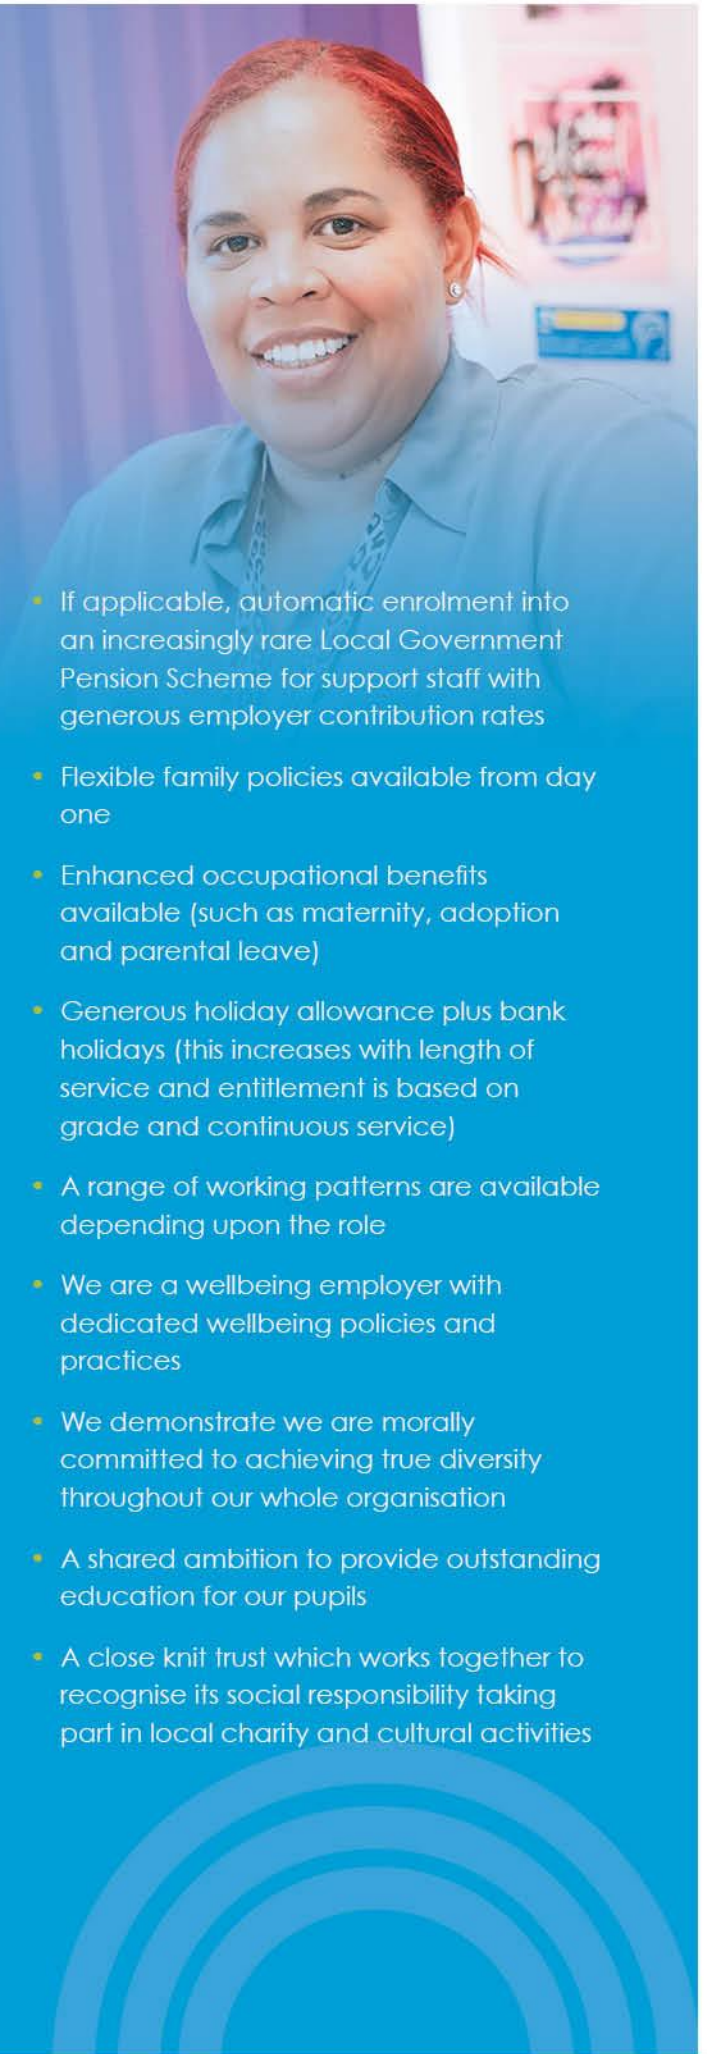 • If applicable, automatic enrolment into
an increasingly rare Local Government
Pension Scheme for support staff with
generous employer contribution rates
• Flexible family policies available from day
one
• Enhanced occupational benefits
available (such as maternity, adoption
and parental leave)
• Generous holiday allowance plus bank
holidays (this increases with length of
service and entitlement is based on
grade and continuous service)
• A range of working patterns are available
depending upon the role
• We are a wellbeing employer with
dedicated wellbeing policies and
practices
• We demonstrate we are morally
committed to achieving true diversity
throughout our whole organisation
• A shared ambition to provide outstanding
education for our pupils
• A close knit trust which works together to
recognise its social responsibility taking
part in local charity and cultural activities